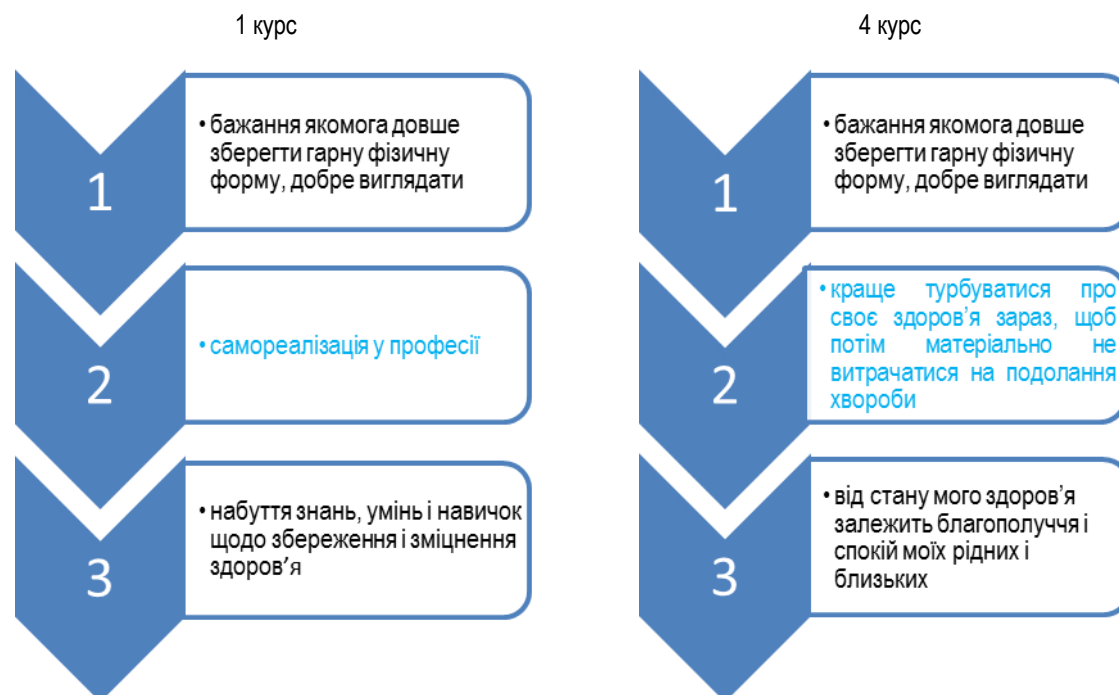 1 курс
1
• бажання якомога довше
зберегти гарну фізичну
форму, добре виглядати
2
• самореалізація у професії
3
• набуття знань, умінь і навичок
щодо збереження і зміцнення
здоров’я
4 курс
1
• бажання якомога довше
зберегти гарну фізичну
форму, добре виглядати
2
• краще турбуватися про
своє здоров’я зараз, щоб
потім матеріально не
витрачатися на подолання
хвороби
3
• від стану мого здоров’я
залежить благополуччя і
спокій моїх рідних і
близьких